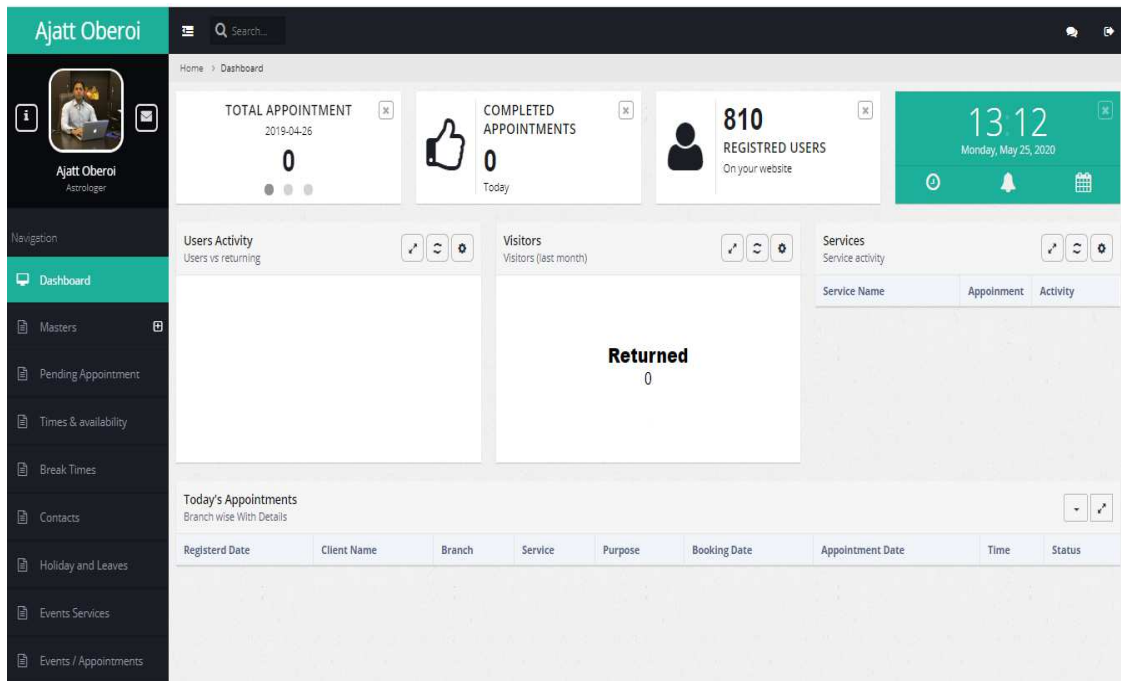 Ajatt Oberoi
Search...
Home > Dashboard
i
Ajatt Oberoi
Astrologer
Navigation
Dashboard
Masters
Pending Appointment
Times & availability
Break Times
Contacts
Holiday and Leaves
Events Services
Events / Appointments
TOTAL APPOINTMENT
2019-04-26
0
COMPLETED
APPOINTMENTS
0
Today
810
REGISTRED USERS
On your website
13:12
Monday, May 25, 2020
Users Activity
Users vs returning
Visitors
Visitors (last month)
Returned
0
Services
Service activity
Service Name Appoinment Activity
Today's Appointments
Branch wise With Details
Registerd Date Client Name Branch Service Purpose Booking Date Appointment Date Time Status